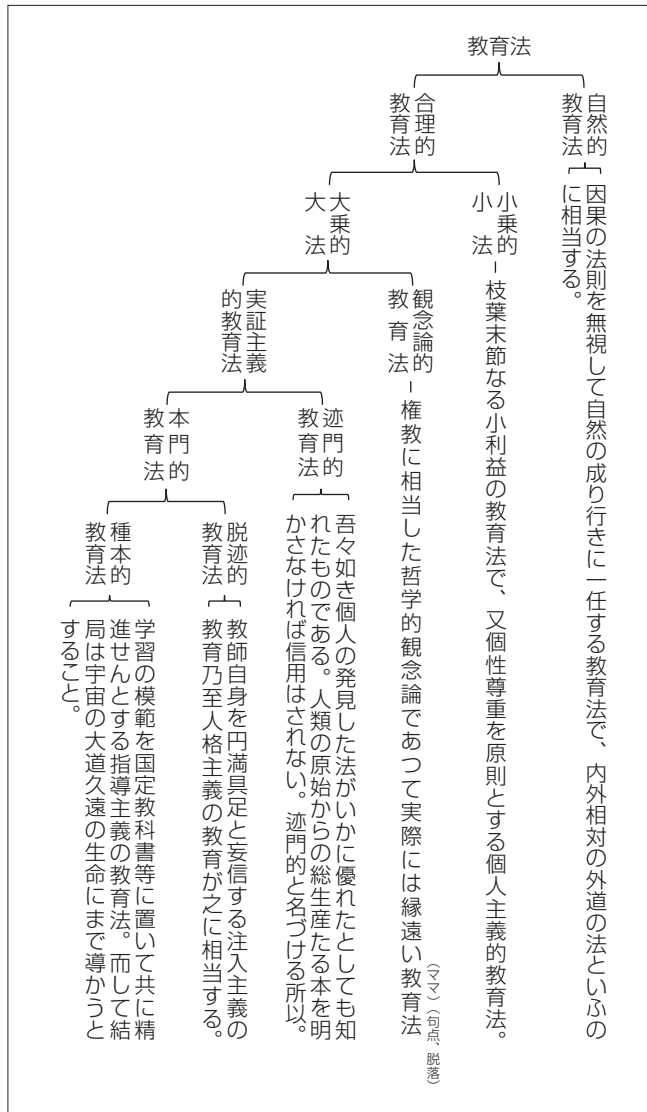 教育法
自然的
教育法
因果の法則を無視して自然の成り行きに一任する教育法で、内外相対の外道の法といふの
に相当する。
合理的
教育法
小乗的
小法
枝葉末節なる小利益の教育法で、又個性尊重を原則とする個人主義的教育法。
大乗的
大法
観念論的
教育法
権教に相当した哲学的観念論であつて実際には縁遠い教育法
（ママ）（句点、脱落）
実証主義
的教育法
迹門的
教育法
吾々如き個人の発見した法がいかに優れたとしても知
れたものである。人類の原始からの総生産たる本を明
かさなければ信用はされない。迹門的と名づける所以。
本門的
教育法
脱迹的
教育法
教師自身を円満具足と妄信する注入主義の
教育乃至人格主義の教育が之に相当する。
種本的
教育法
学習の模範を国定教科書等に置いて共に精
進せんとする指導主義の教育法。而して結
局は宇宙の大道久遠の生命にまで導かうと
すること。